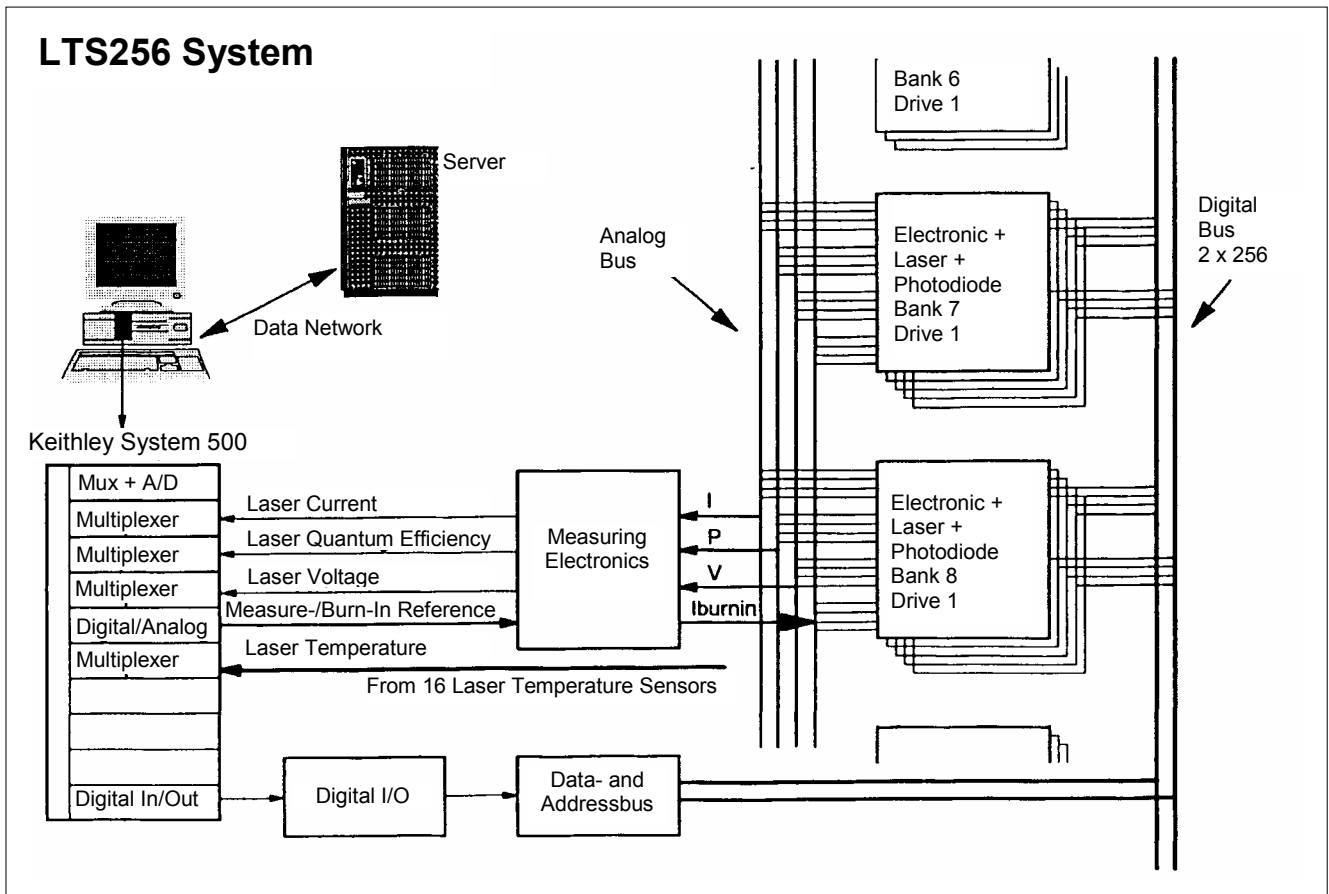 LTS256 System
Bank 6
Drive 1
Server
Data Network
Analog
Bus
Electronic +
Laser +
Photodiode
Bank 7
Drive 1
Digital
Bus
2 x 256
Keithley System 500
Mux + A/D
Multiplexer
Multiplexer
Multiplexer
Digital/Analog
Multiplexer
Digital In/Out
Laser Current
Laser Quantum Efficiency
Laser Voltage
Measure-/Burn-In Reference
Laser Temperature
From 16 Laser Temperature Sensors
Measuring
Electronics
I
P
V
Iburnin
Electronic +
Laser +
Photodiode
Bank 8
Drive 1
Digital I/O
Data- and
Addressbus